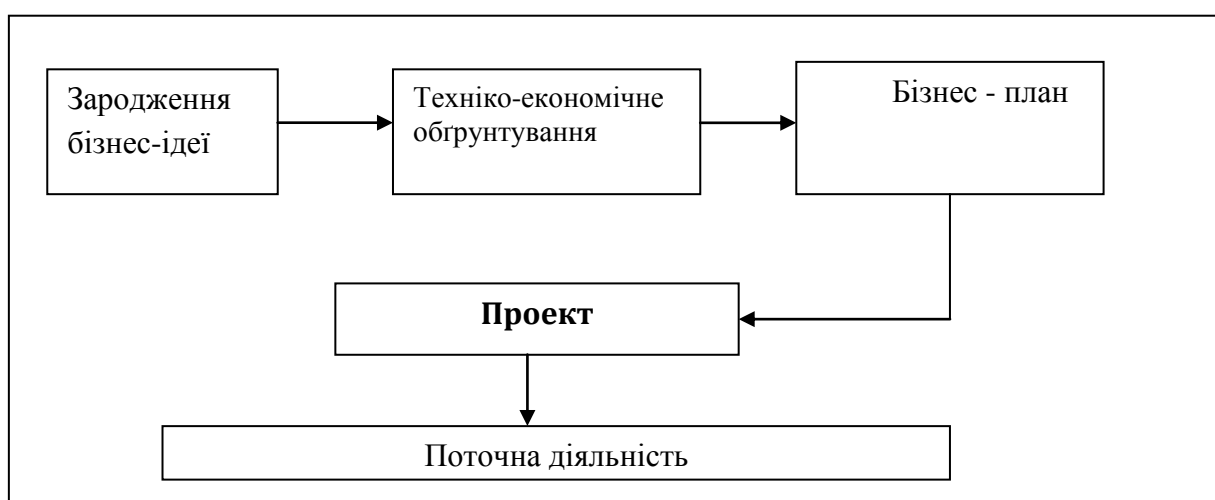 Зародження
бізнес-ідеї
Техніко-економічне
обґрунтування
Бізнес - план
Проект
Поточна діяльність